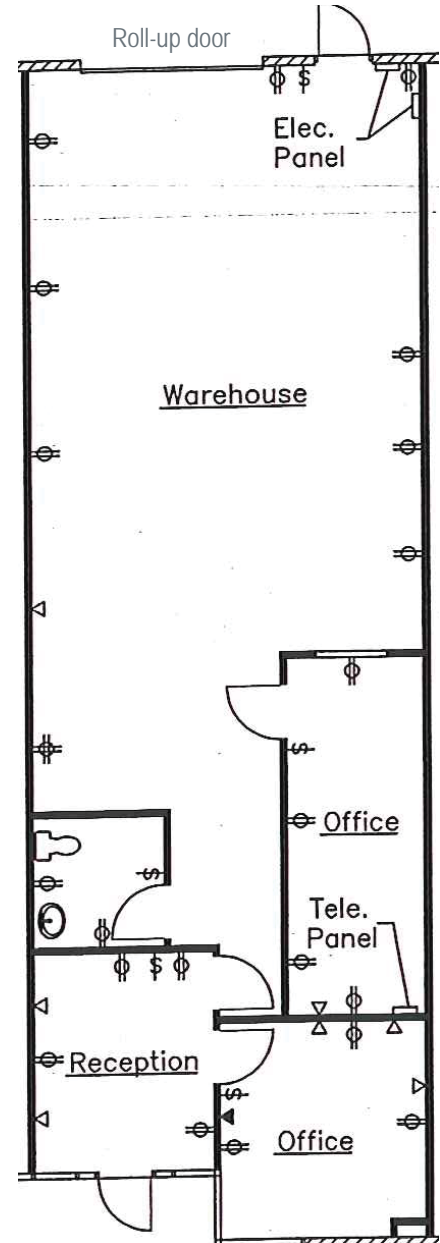 Roll-up door
S
Elec.
Panel
Warehouse
S
Office
S
Tele.
Panel
S
Reception
S
Office